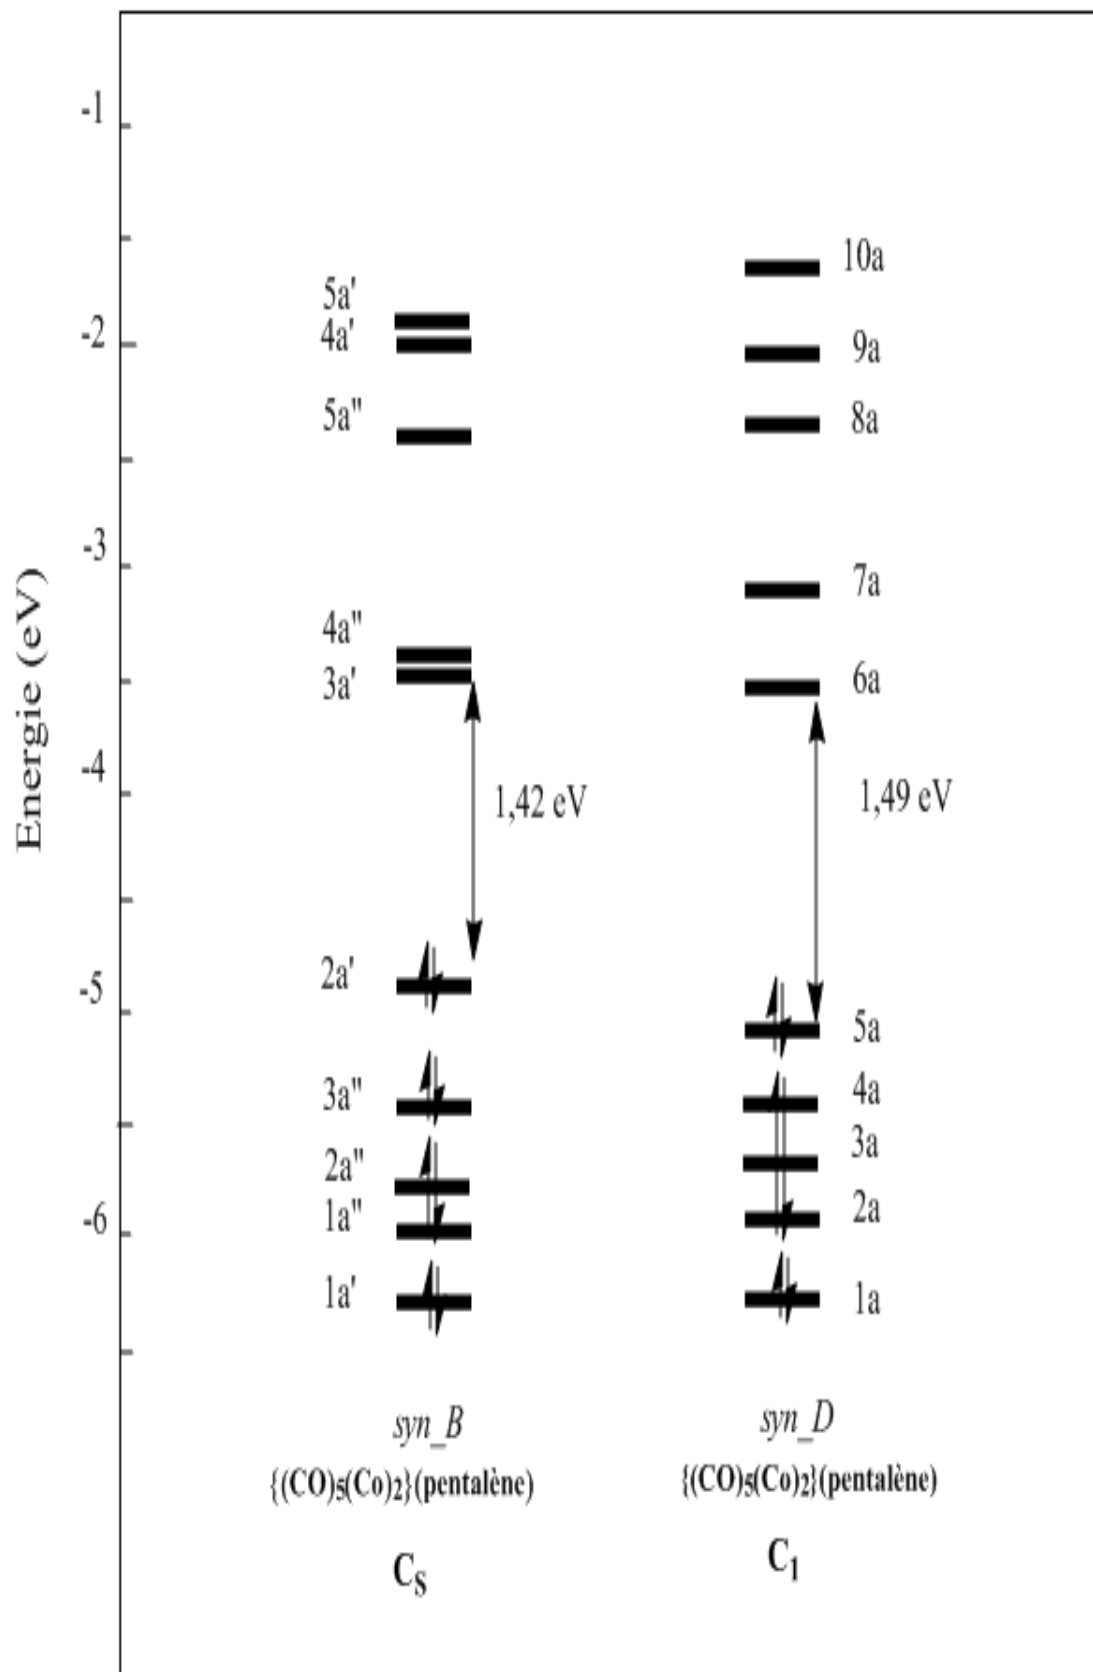 Energie (eV)
-1
-2
-3
-4
-5
-6
5a'
4a'
5a"
4a"
3a'
1,42 eV
2a'
3a"
2a"
1a"
1a'
syn_B
{(CO)₅(Co)₂}(pentalène)
Cₛ
10a
9a
8a
7a
6a
1,49 eV
5a
4a
3a
2a
1a
syn_D
{(CO)₅(Co)₂}(pentalène)
C₁